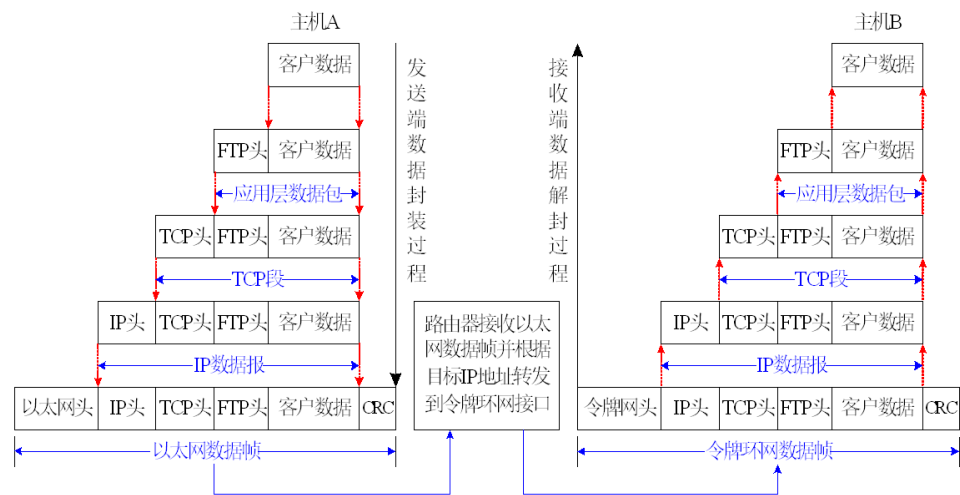 主机A
主机B
客户数据
客户数据
FTP头 客户数据
FTP头 客户数据
应用层数据包
应用层数据包
TCP头 FTP头 客户数据
TCP头 FTP头 客户数据
TCP段
TCP段
发送端数据封装过程
接收端数据解封过程
IP头 TCP头 FTP头 客户数据
IP头 TCP头 FTP头 客户数据
IP数据报
IP数据报
路由器接收以太
网数据帧并根据
目标IP地址转发
到令牌环网接口
以太网头 IP头 TCP头 FTP头 客户数据 CRC
令牌网头 IP头 TCP头 FTP头 客户数据 CRC
以太网数据帧
令牌环网数据帧